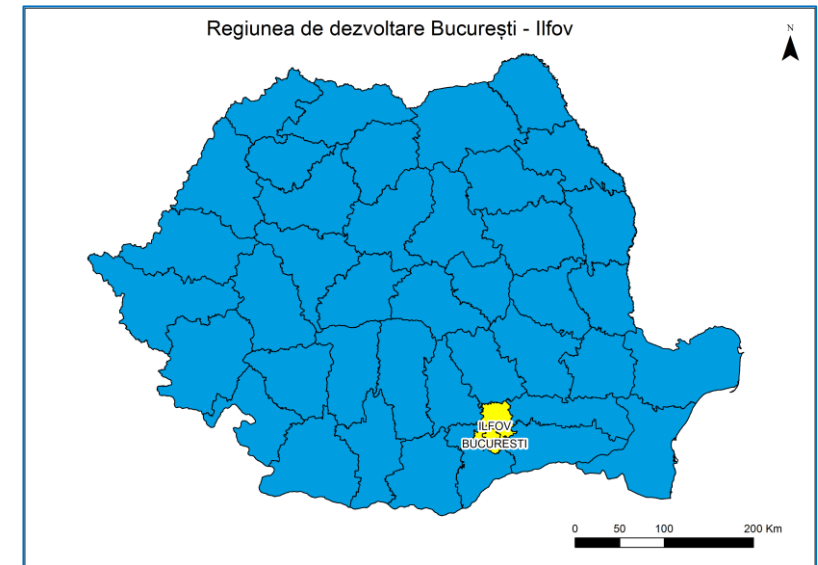 Regiunea de dezvoltare București - Ilfov
N
ILFOV
BUCURESTI
0 50 100 200 Km